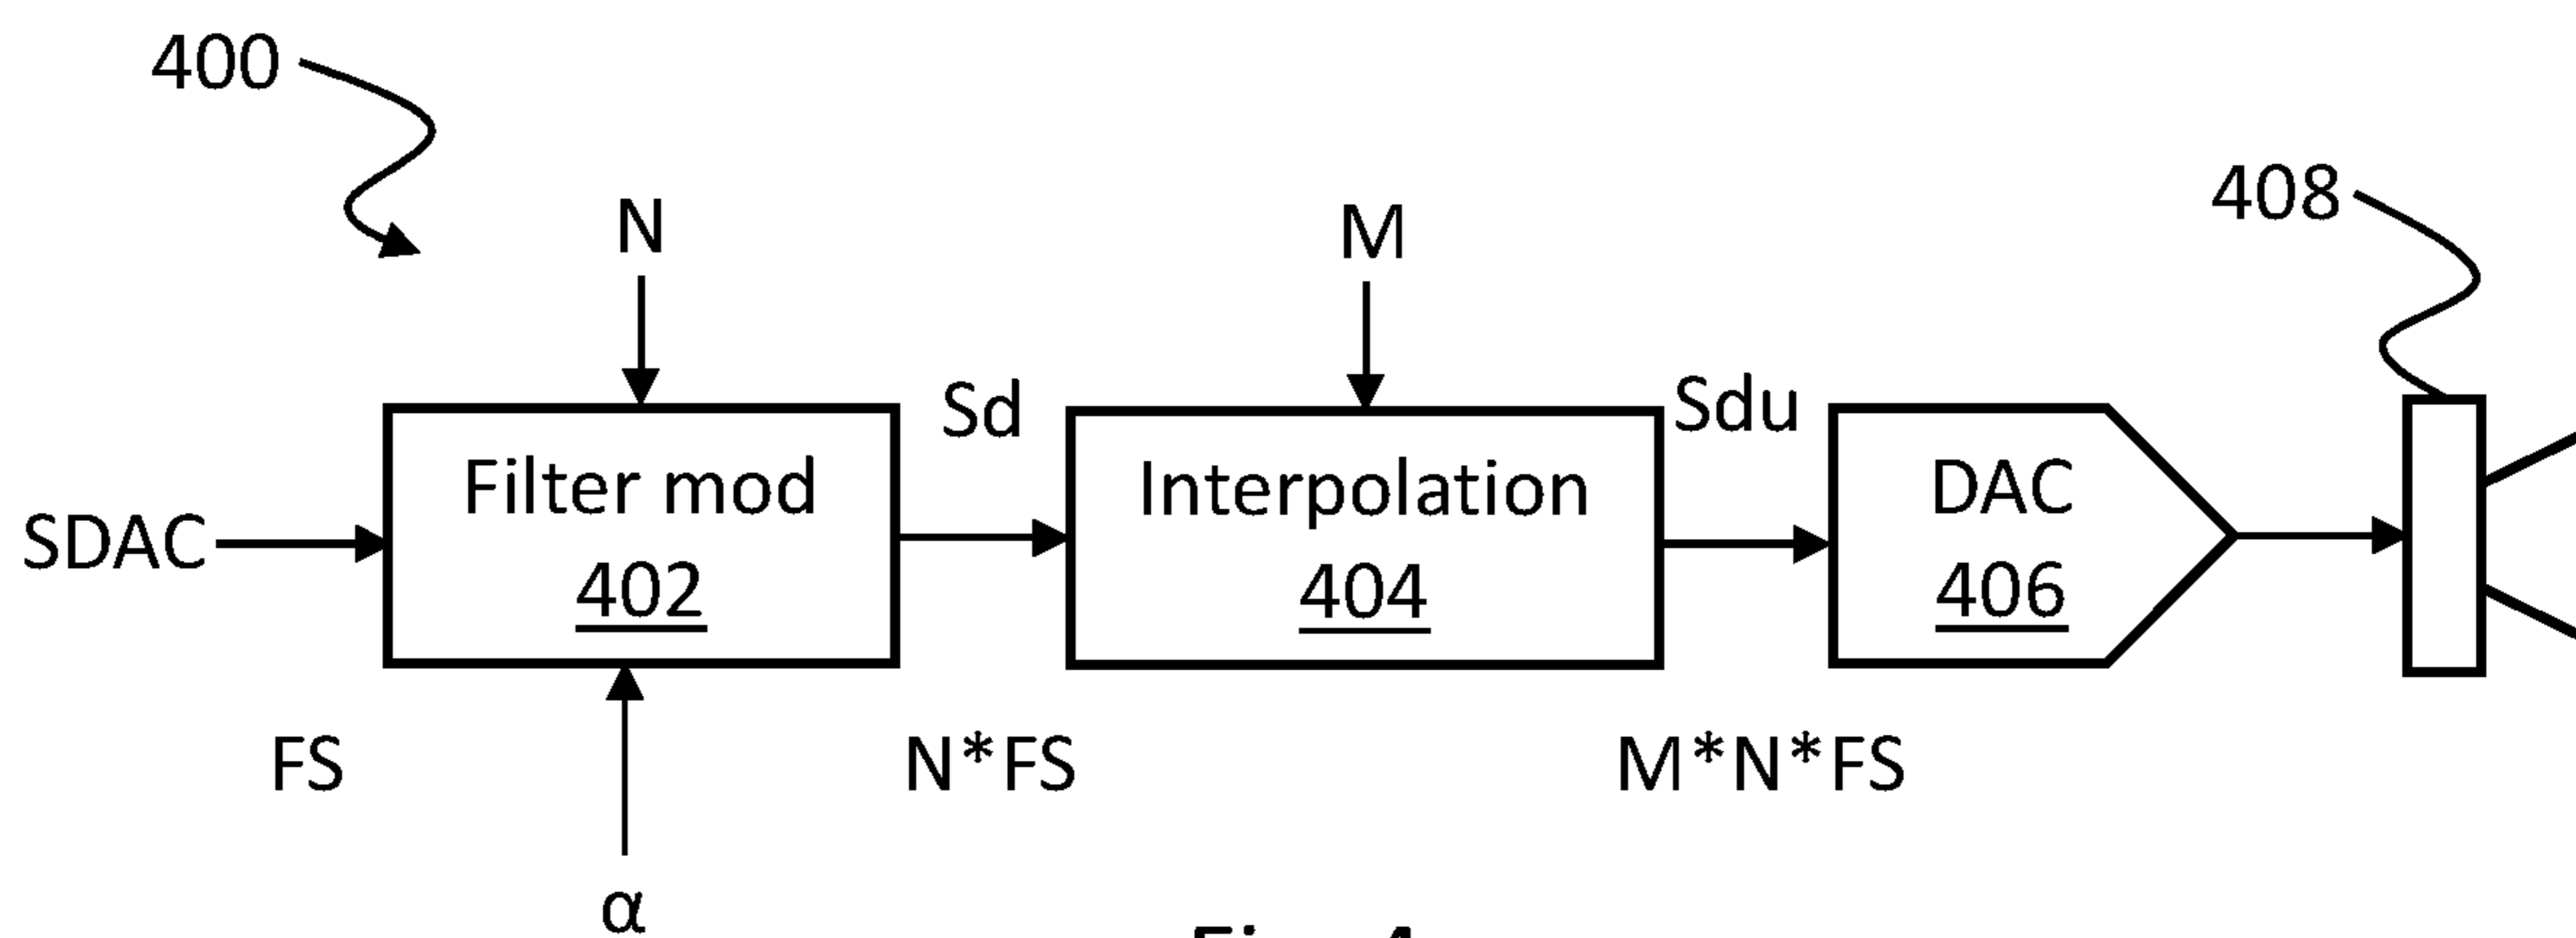 400
N
M
408
Sd
Sdu
SDAC
Filter mod
402
Interpolation
404
DAC
406
FS
N*FS
M*N*FS
α